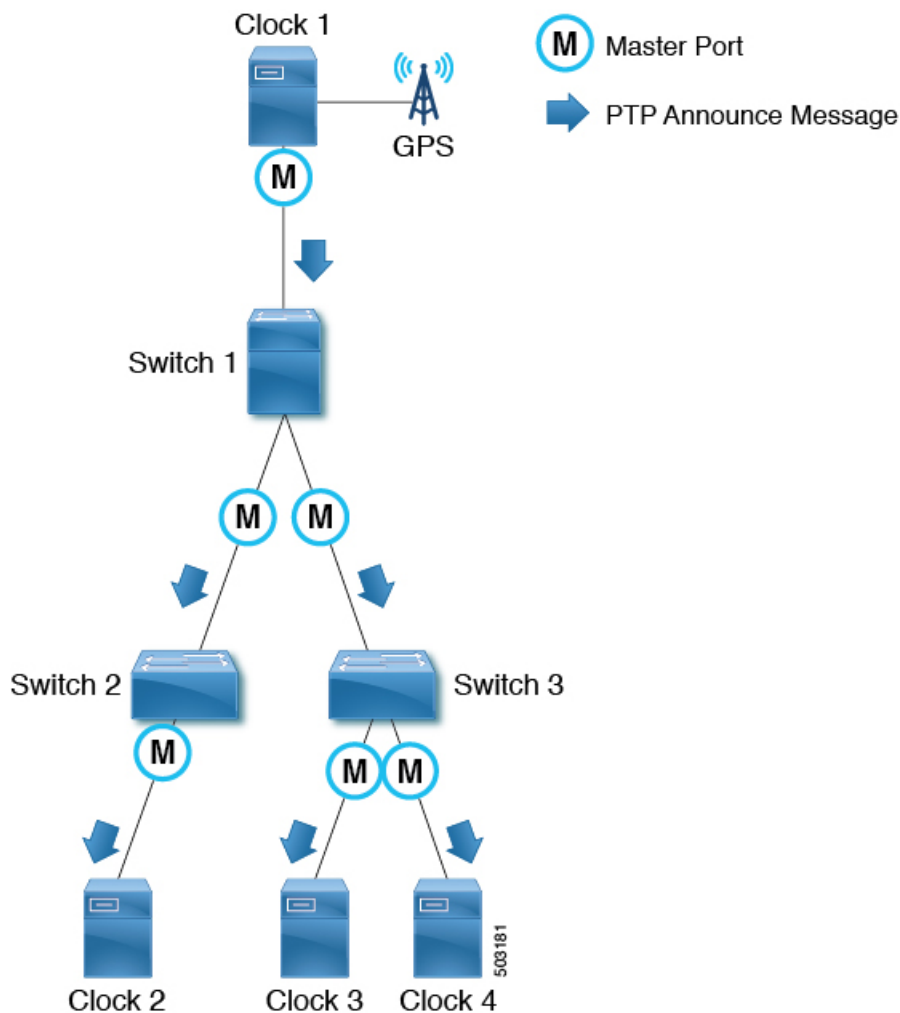 Clock 1
M
Master Port
PTP Announce Message
GPS
M
Switch 1
M
M
Switch 2
Switch 3
M
M
M
503181
Clock 2
Clock 3
Clock 4